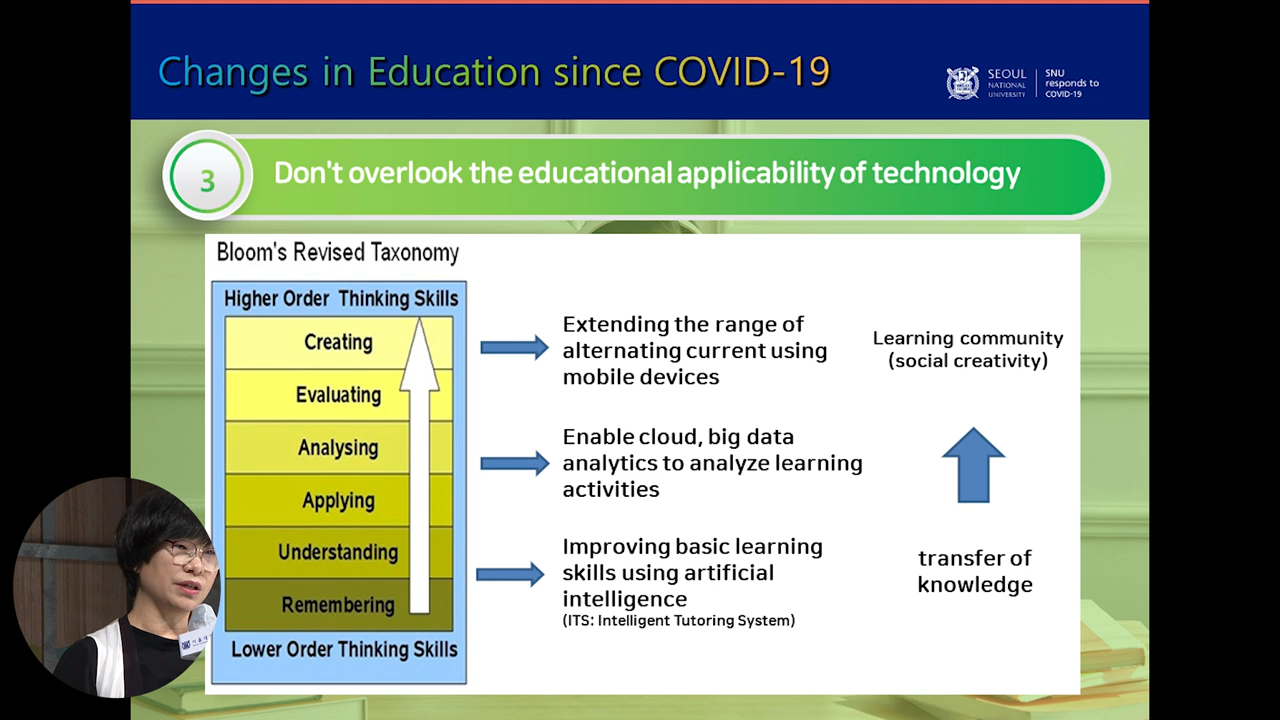 Changes in Education since COVID-19
SEOUL
NATIONAL
UNIVERSITY
SNU
responds to
COVID-19
3
Don't overlook the educational applicability of technology
Bloom's Revised Taxonomy
Higher Order Thinking Skills
Creating
Evaluating
Analysing
Applying
Understanding
Remembering
Lower Order Thinking Skills
Extending the range of
alternating current using
mobile devices
Enable cloud, big data
analytics to analyze learning
activities
Improving basic learning
skills using artificial
intelligence
(ITS: Intelligent Tutoring System)
Learning community
(social creativity)
transfer of
knowledge